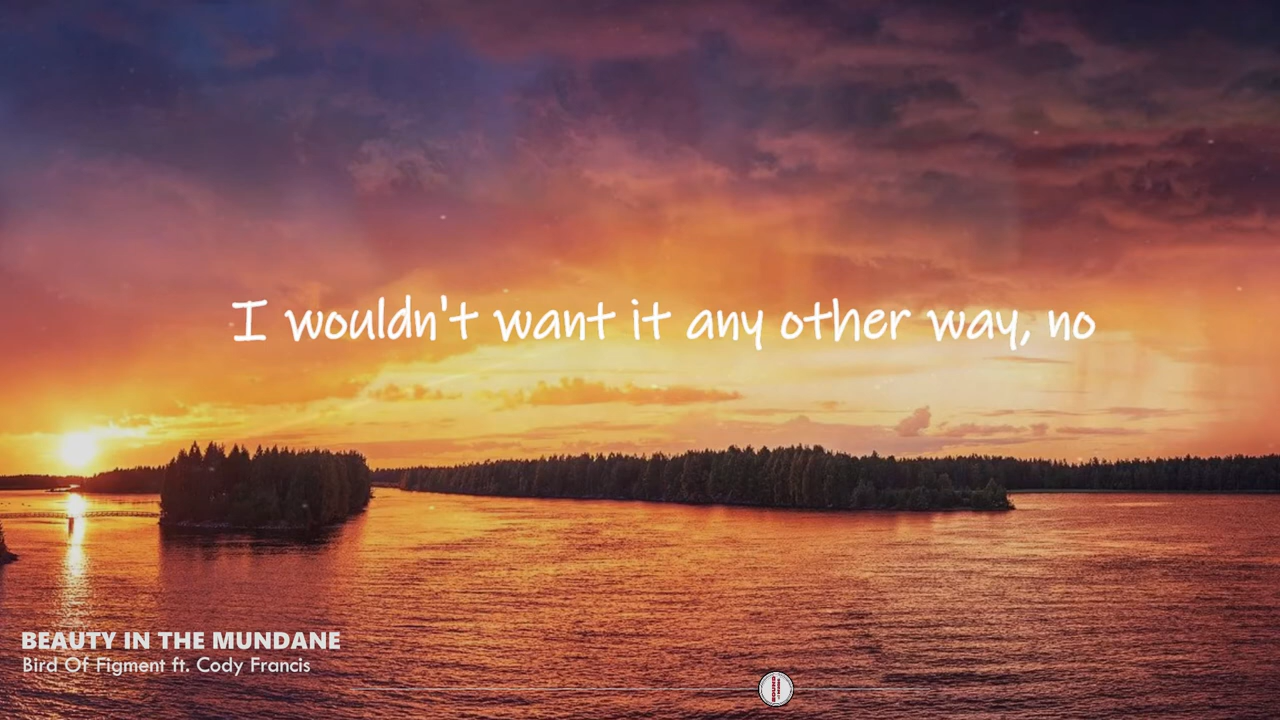 I wouldn't want it any other way, no
BEAUTY IN THE MUNDANE
Bird Of Figment ft. Cody Francis